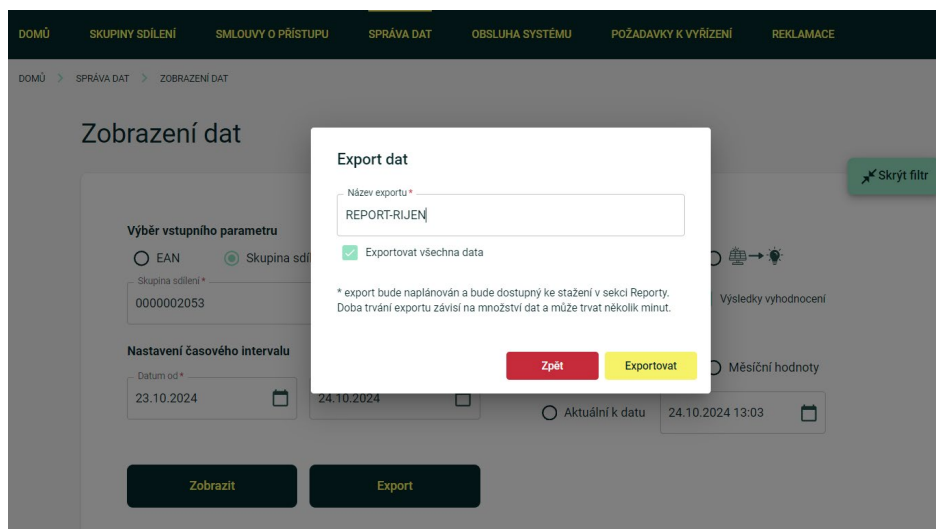 DOMŮ SKUPINY SDÍLENÍ SMLOUVY O PŘÍSTUPU SPRÁVA DAT OBSLUHA SYSTÉMU POŽADAVKY K VYŘÍZENÍ REKLAMACE
DOMŮ > SPRÁVA DAT > ZOBRAZENÍ DAT
Zobrazení dat
Skrýt filtr
Export dat
Název exportu *
REPORT-RIJEN
Exportovat všechna data
* export bude naplánován a bude dostupný ke stažení v sekci Reporty.
Doba trvání exportu závisí na množství dat a může trvat několik minut.
Zpět Exportovat
Výběr vstupního parametru
EAN Skupina sdíl
Skupina sdílení *
0000002053
Výsledky vyhodnocení
Nastavení časového intervalu
Měsíční hodnoty
Datum od *
23.10.2024 24.10.2024
Aktuální k datu 24.10.2024 13:03
Zobrazit Export